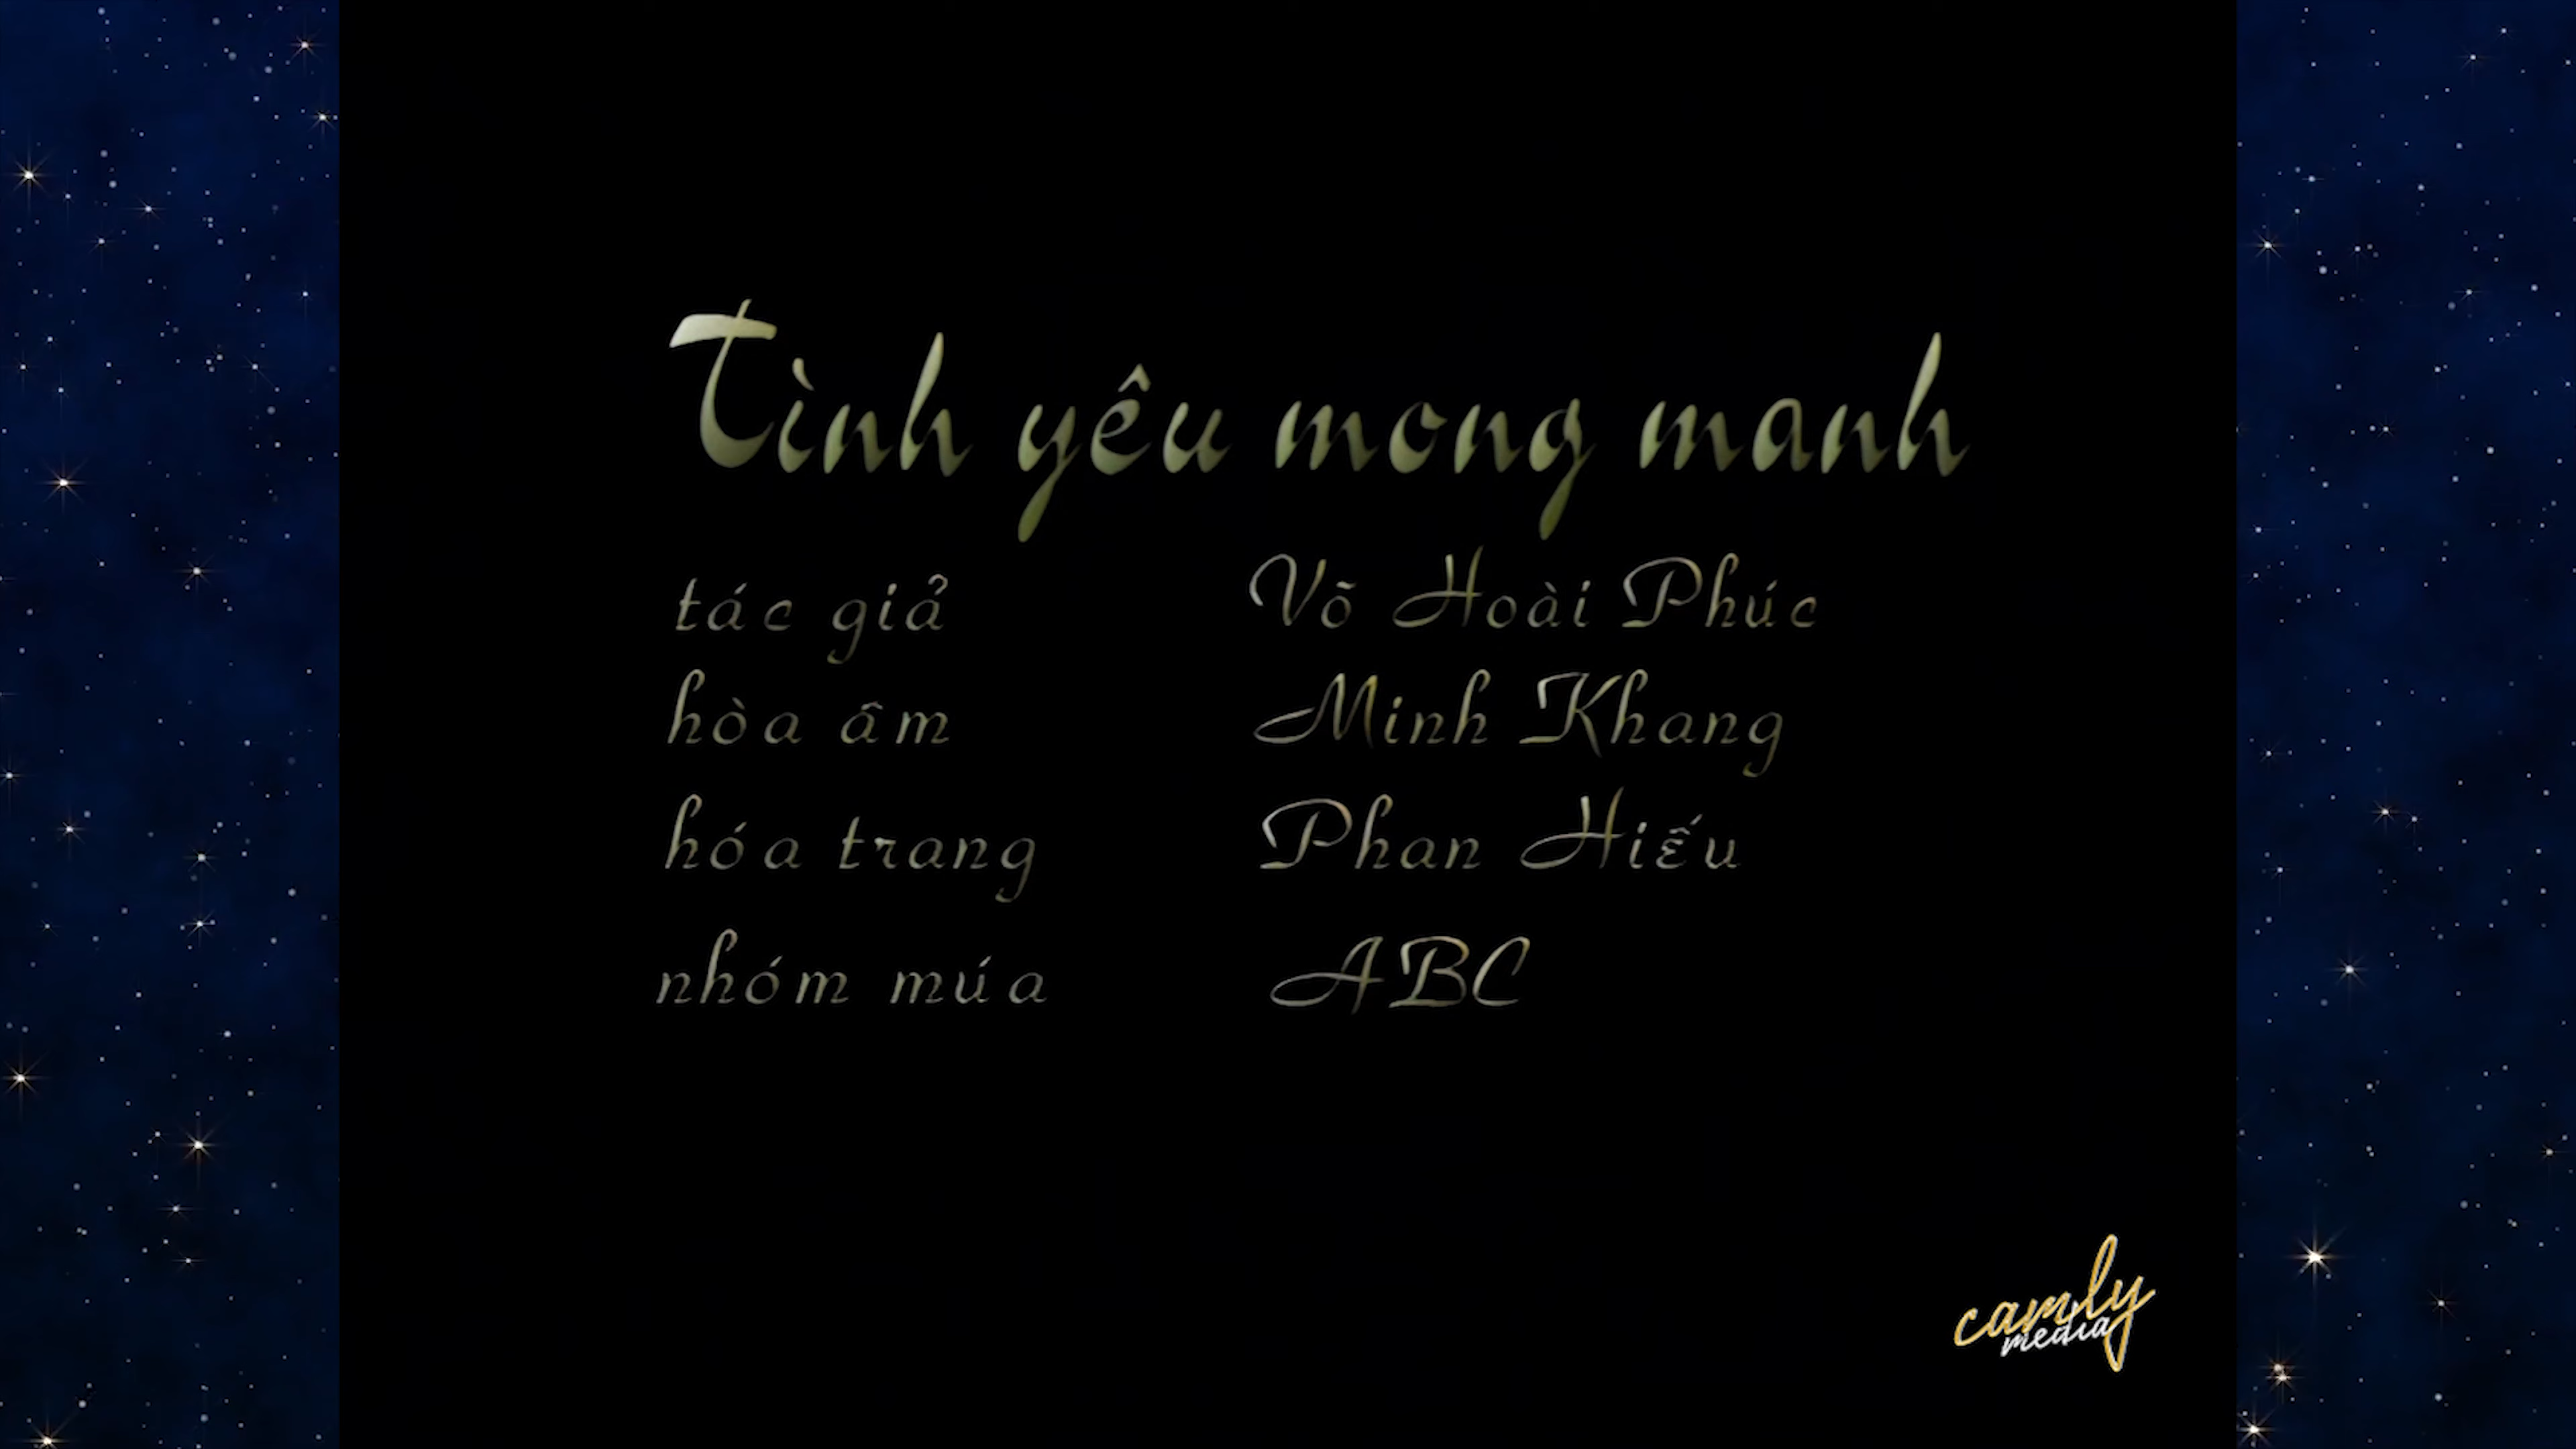 Tình yêu mong manh
tác giả Võ Hoài Phúc
hòa âm Minh Khang
hóa trang Phan Hiếu
nhóm múa ABC
camly
media